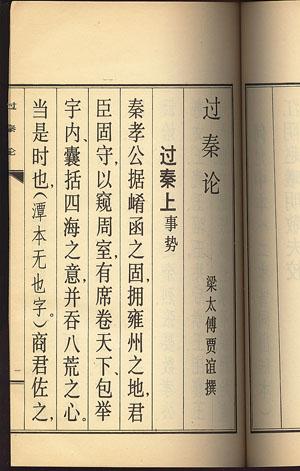 过秦论
梁太傅贾谊撰
过秦上 事势
秦孝公据崤函之固，拥雍州之地，君
臣固守，以窥周室，有席卷天下、包举
宇内、囊括四海之意，并吞八荒之心。
当是时也，（潭本无也字。）商君佐之，
过秦论
一